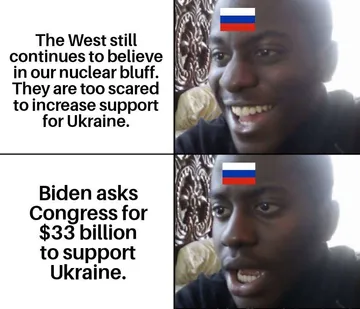 The West still
continues to believe
in our nuclear bluff.
They are too scared
to increase support
for Ukraine.
Biden asks
Congress for
$33 billion
to support
Ukraine.